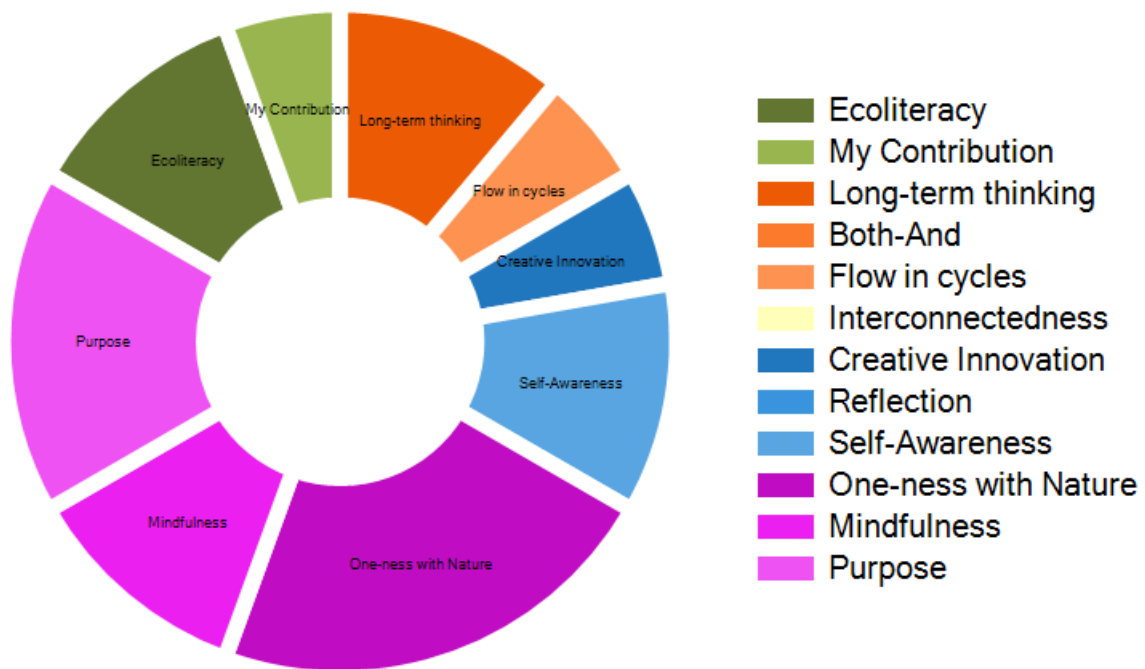 My Contribution
Long-term thinking
Ecoliteracy
Flow in cycles
Creative Innovation
Purpose
Self-Awareness
Mindfulness
One-ness with Nature
Ecoliteracy
My Contribution
Long-term thinking
Both-And
Flow in cycles
Interconnectedness
Creative Innovation
Reflection
Self-Awareness
One-ness with Nature
Mindfulness
Purpose